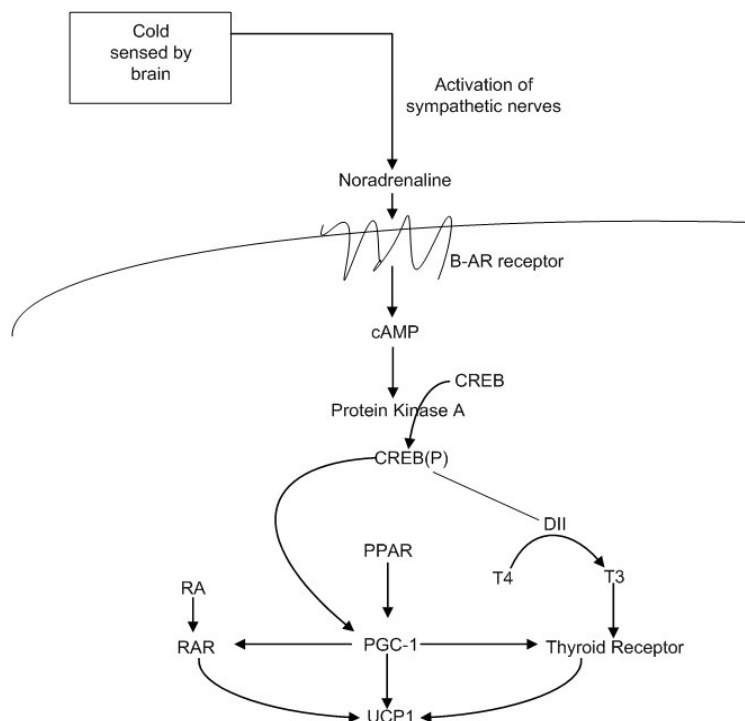 Cold
sensed by
brain
Activation of
sympathetic nerves
Noradrenaline
B-AR receptor
cAMP
CREB
Protein Kinase A
CREB(P)
DII
PPAR
T4
T3
RA
RAR
PGC-1
Thyroid Receptor
UCP1